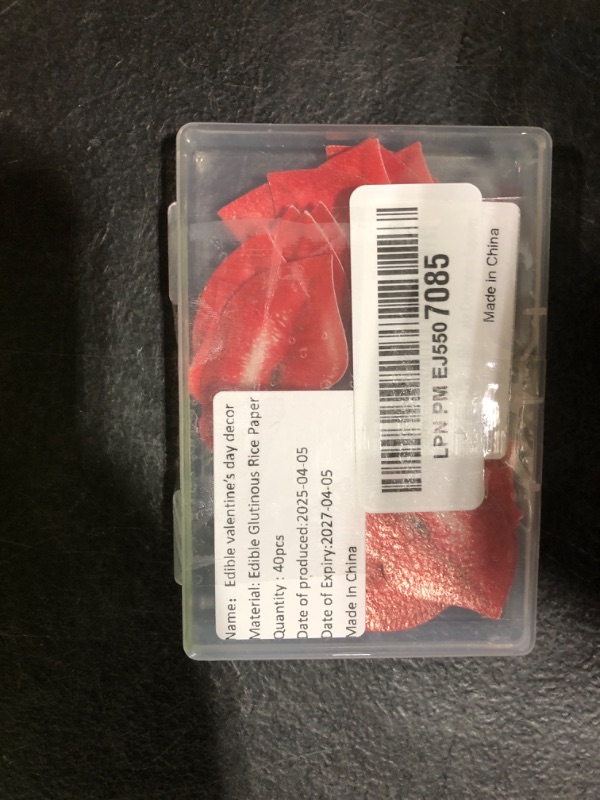 Name: Edible valentine's day decor
Material: Edible Glutinous Rice Paper
Quantity : 40pcs
Date of produced:2025-04-05
Date of Expiry:2027-04-05
Made In China
LPN PM EJ550 7085
Made in China